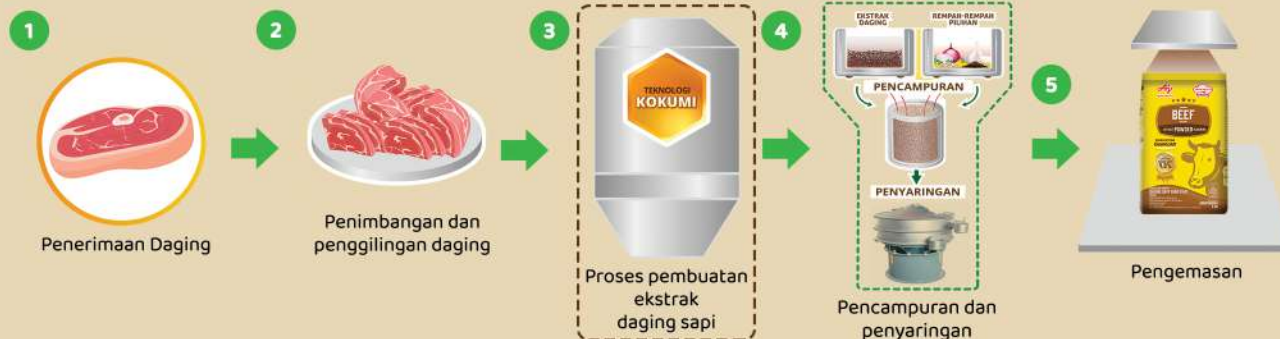 1
Penerimaan Daging
2
Penimbangan dan
penggilingan daging
3
TEKNOLOGI
KOKUMI
Proses pembuatan
ekstrak
daging sapi
4
EKSTRAK
DAGING
REMPAH-REMPAH
PILIHAN
PENCAMPURAN
PENYARINGAN
Pencampuran dan
penyaringan
5
BEEF
POWDER
Pengemasan